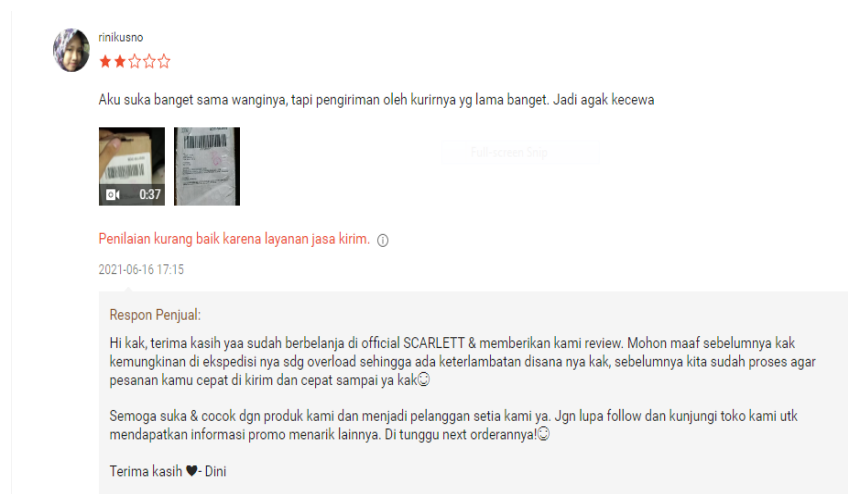 rinikusno
Aku suka banget sama wanginya, tapi pengiriman oleh kurirnya yg lama banget. Jadi agak kecewa
Full-screen Snip
0:37
Penilaian kurang baik karena layanan jasa kirim.
2021-06-16 17:15
Respon Penjual:
Hi kak, terima kasih yaa sudah berbelanja di official SCARLETT & memberikan kami review. Mohon maaf sebelumnya kak
kemungkinan di ekspedisi nya sdg overload sehingga ada keterlambatan disana nya kak, sebelumnya kita sudah proses agar
pesanan kamu cepat di kirim dan cepat sampai ya kak☺
Semoga suka & cocok dgn produk kami dan menjadi pelanggan setia kami ya. Jgn lupa follow dan kunjungi toko kami utk
mendapatkan informasi promo menarik lainnya. Di tunggu next orderannya!☺
Terima kasih ♥- Dini